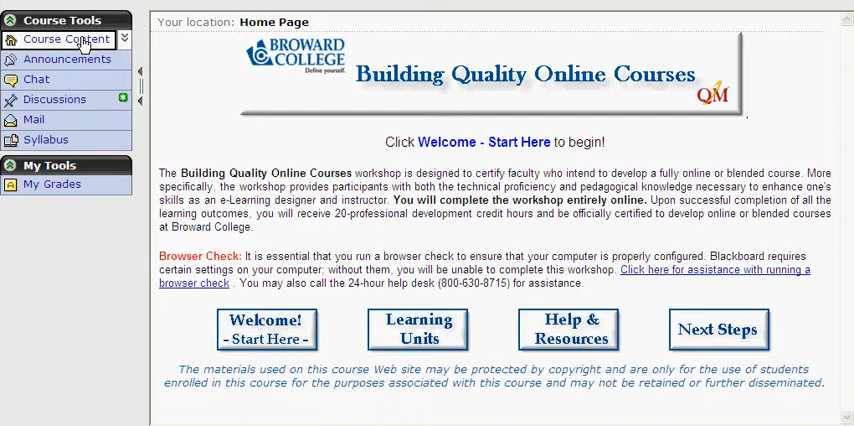 Course Tools
Course Content
Announcements
Chat
Discussions
Mail
Syllabus
My Tools
My Grades
Your location: Home Page
BROWARD
COLLEGE
Define yourself.
Building Quality Online Courses
QM
Click Welcome - Start Here to begin!
The Building Quality Online Courses workshop is designed to certify faculty who intend to develop a fully online or blended course. More
specifically, the workshop provides participants with both the technical proficiency and pedagogical knowledge necessary to enhance one's
skills as an e-Learning designer and instructor. You will complete the workshop entirely online. Upon successful completion of all the
learning outcomes, you will receive 20-professional development credit hours and be officially certified to develop online or blended courses
at Broward College.
Browser Check: It is essential that you run a browser check to ensure that your computer is properly configured. Blackboard requires
certain settings on your computer; without them, you will be unable to complete this workshop. Click here for assistance with running a
browser check . You may also call the 24-hour help desk (800-630-8715) for assistance.
Welcome!
- Start Here -
Learning
Units
Help &
Resources
Next Steps
The materials used on this course Web site may be protected by copyright and are only for the use of students
enrolled in this course for the purposes associated with this course and may not be retained or further disseminated.